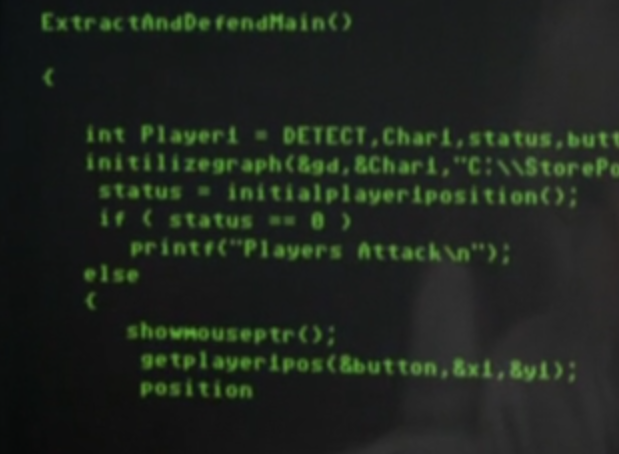 ExtractAndDefendMain()
{
int Player1 = DETECT,Char1,status,butt
initilizegraph(&gd,&Char1,"C:\\StorePo
status = initialplayer1position();
if ( status == 0 )
printf("Players Attack\n");
else
{
showmouseptr();
getplayer1pos(&button,&x1,&y1);
position